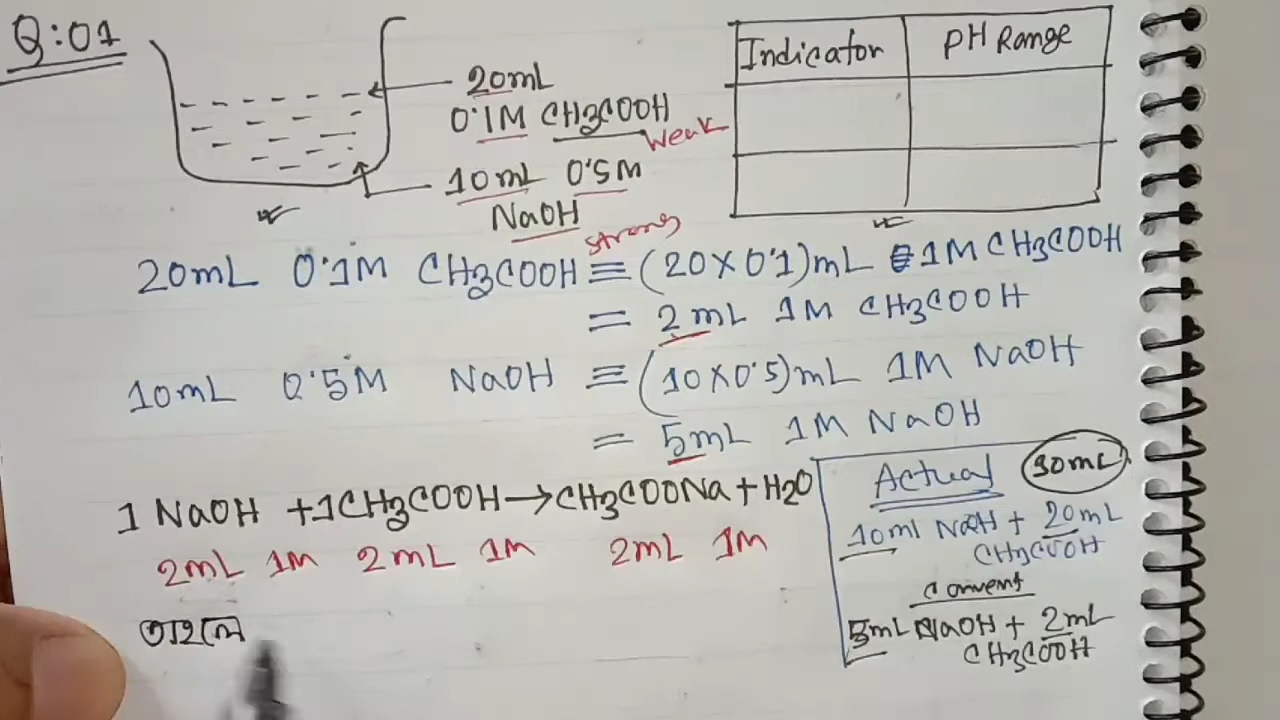 Q:01
20mL
0.1M CH3COOH
Weak
10mL 0.5M
NaOH
Strong
Indicator PH Range
20mL 0.1M CH3COOH ≡ (20×0.1)mL 1M CH3COOH
= 2mL 1M CH3COOH
10mL 0.5M NaOH ≡ (10×0.5)mL 1M NaOH
= 5mL 1M NaOH
1 NaOH +1CH3COOH→CH3COONa+H2O
2mL 1M 2mL 1M 2mL 1M
তাহলে
Actual 30mL
10ml NaOH + 20mL
CH3COOH
Convent
5mL NaOH + 2mL
CH3COOH